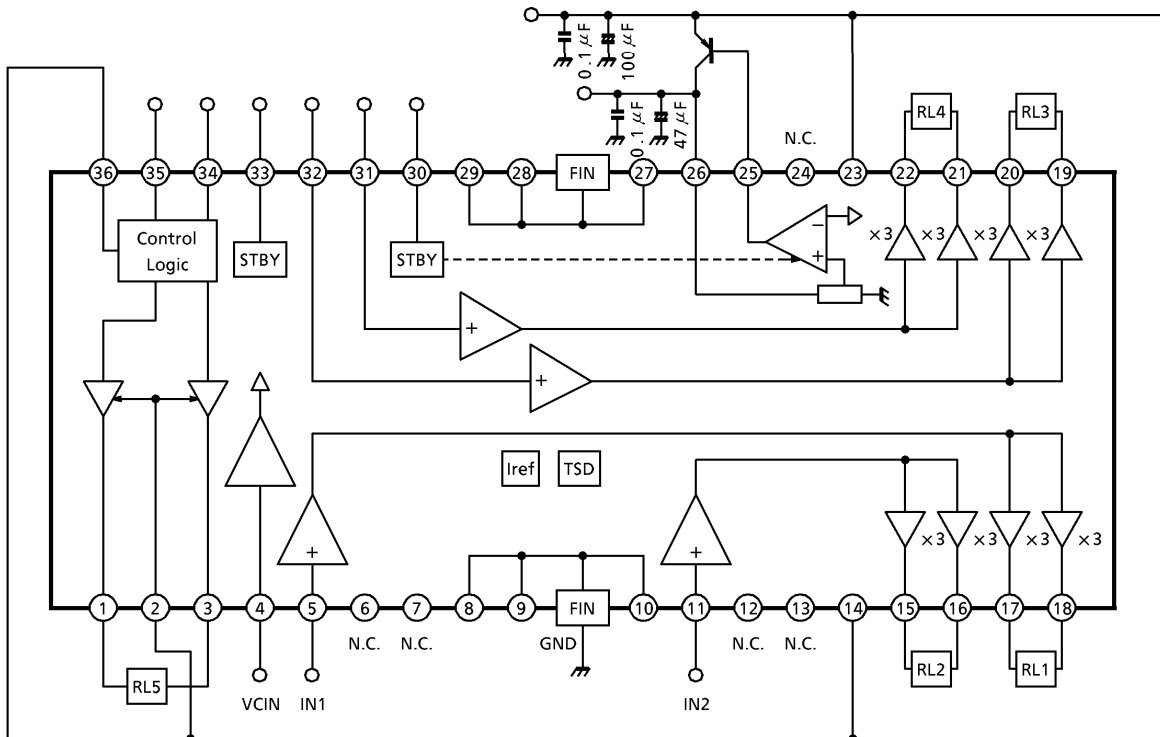 0.1 μF
100 μF
0.1 μF
47 μF
N.C.
RL4
RL3
36
35
34
33
32
31
30
29
28
FIN
27
26
25
24
23
22
21
20
19
Control
Logic
STBY
STBY
−
+
×3
×3
×3
×3
+
+
Iref
TSD
+
+
×3
×3
×3
×3
1
2
3
4
5
6
7
8
9
FIN
10
11
12
13
14
15
16
17
18
N.C.
N.C.
GND
N.C.
N.C.
RL5
RL2
RL1
VCIN
IN1
IN2